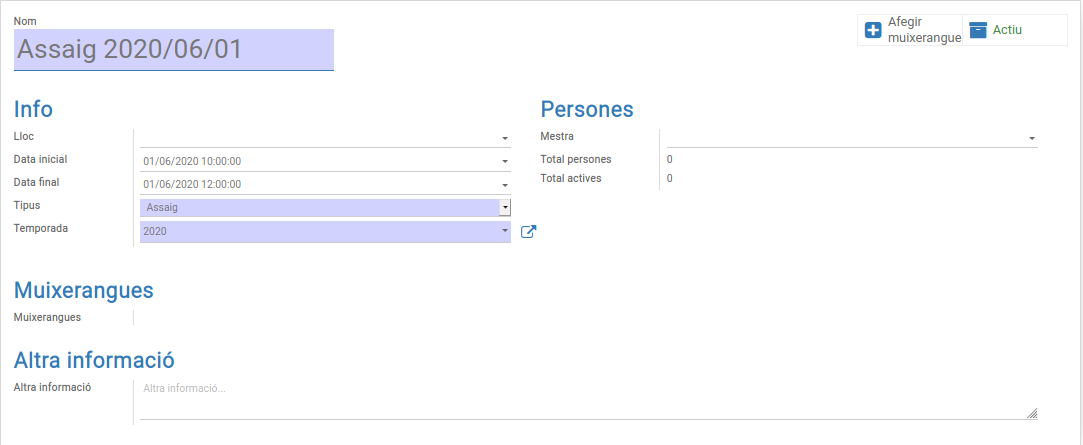 Nom
Assaig 2020/06/01
Afegir
muixerangue
Actiu
Info
Lloc
Data inicial 01/06/2020 10:00:00
Data final 01/06/2020 12:00:00
Tipus Assaig
Temporada 2020
Persones
Mestra
Total persones 0
Total actives 0
Muixerangues
Muixerangues
Altra informació
Altra informació Altra informació...